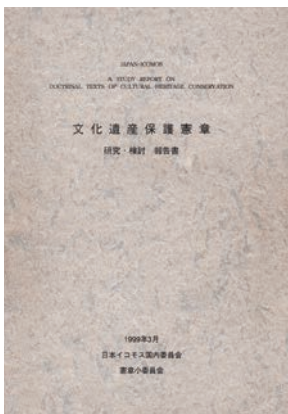 JAPAN-ICOMOS
A STUDY REPORT ON
DOCTRINAL TEXTS OF CULTURAL HERITAGE CONSERVATION
文化遺産保護憲章
研究・検討　報告書
1999年3月
日本イコモス国内委員会
憲章小委員会